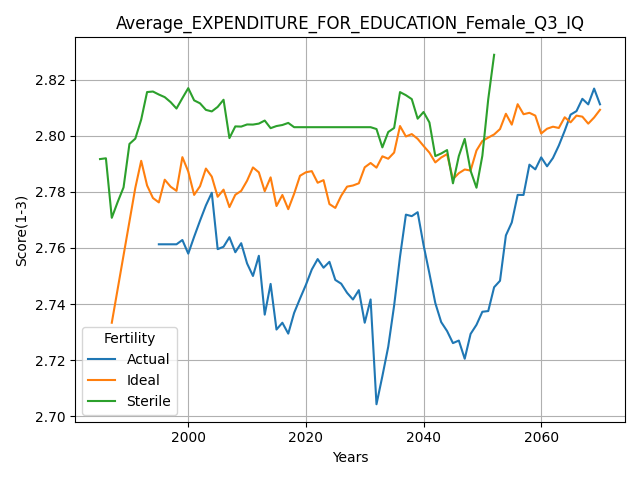 Average_EXPENDITURE_FOR_EDUCATION_Female_Q3_IQ
Score(1-3)
2.82
2.80
2.78
2.76
2.74
2.72
2.70
Fertility
Actual
Ideal
Sterile
2000
2020
2040
2060
Years